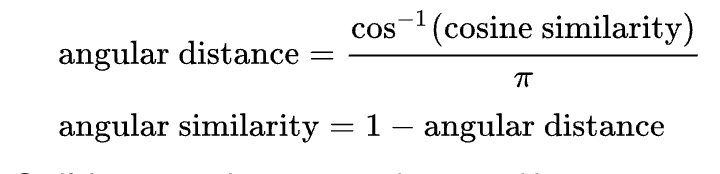 angular distance = cos⁻¹(cosine similarity) / π
angular similarity = 1 − angular distance